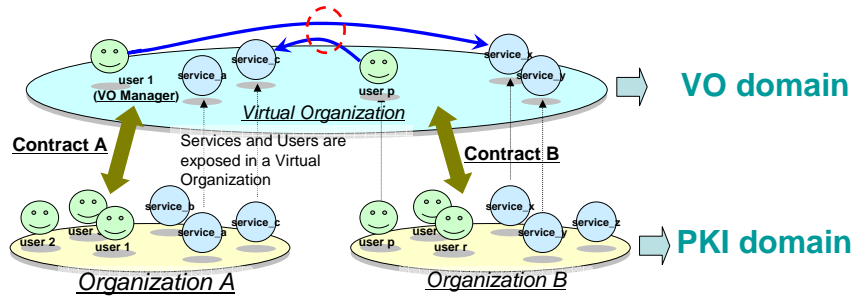 service_x
service_c
user 1
(VO Manager)
service_a
service_y
user p
VO domain
Virtual Organization
Contract A
Services and Users are
exposed in a Virtual
Organization
Contract B
service_b
service_x
user 2
user 1
service_a
service_c
user p
user r
service_y
service_z
PKI domain
Organization A
Organization B